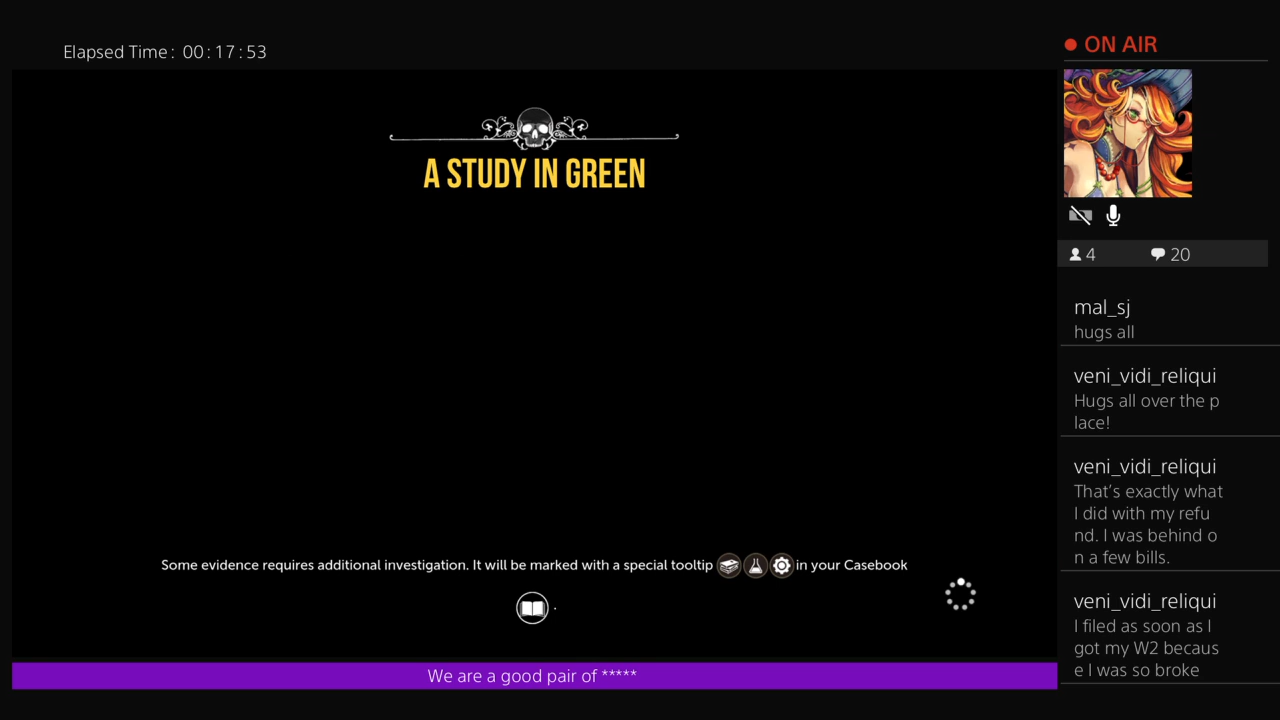 Elapsed Time: 00:17:53
ON AIR
A STUDY IN GREEN
4 20
mal_sj
hugs all
veni_vidi_reliqui
Hugs all over the p
lace!
veni_vidi_reliqui
That's exactly what
I did with my refu
nd. I was behind o
n a few bills.
veni_vidi_reliqui
I filed as soon as I
got my W2 becaus
e I was so broke
Some evidence requires additional investigation. It will be marked with a special tooltip in your Casebook
.
We are a good pair of *****